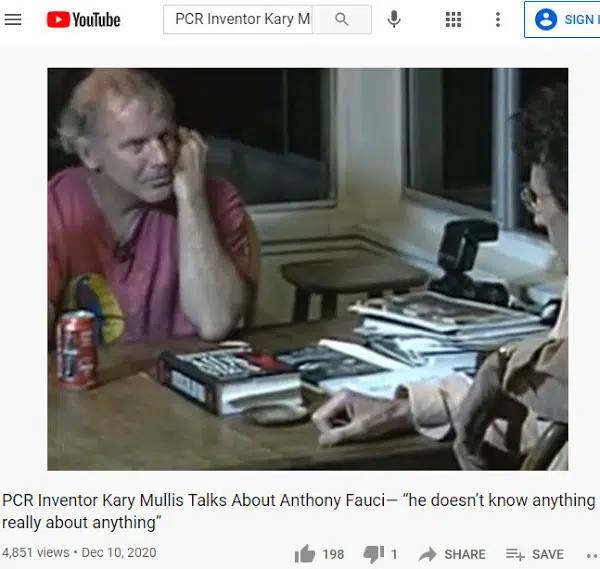 YouTube
PCR Inventor Kary M
SIGN I
PCR Inventor Kary Mullis Talks About Anthony Fauci— “he doesn’t know anything
really about anything”
4,851 views • Dec 10, 2020
198
1
SHARE
SAVE